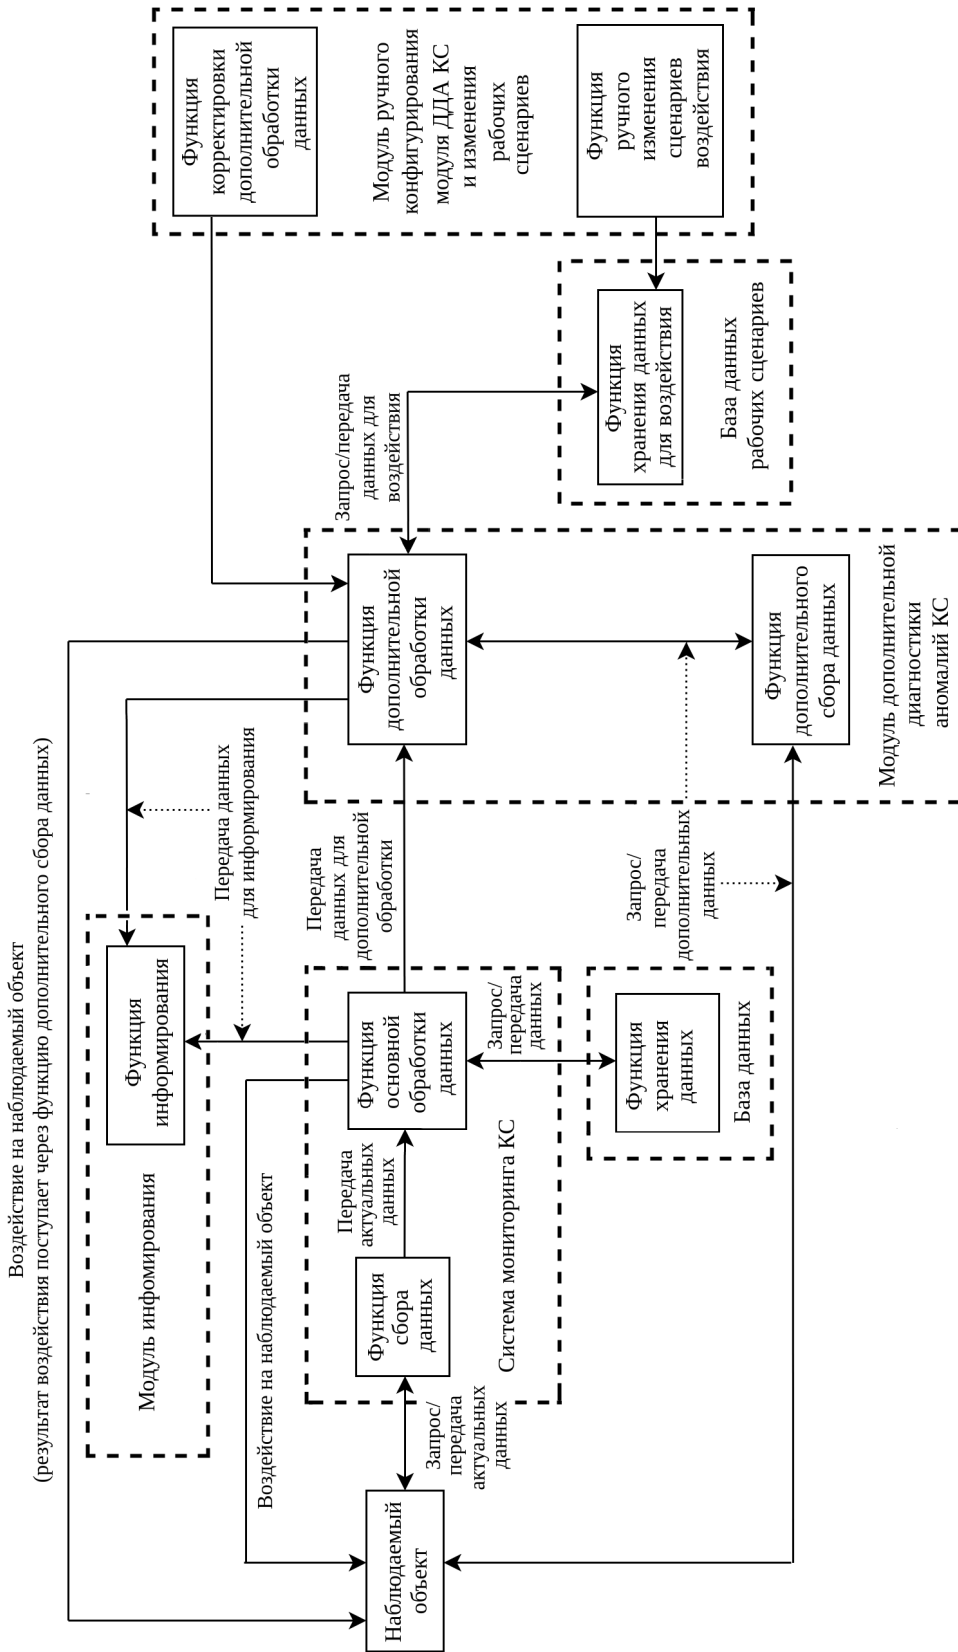 Воздействие на наблюдаемый объект
(результат воздействия поступает через функцию дополнительного сбора данных)
Модуль инфомирования
Функция
информирования
Передача данных
для информирования
Воздействие на наблюдаемый объект
Наблюдаемый
объект
Запрос/
передача
актуальных
данных
Функция
сбора
данных
Передача
актуальных
данных
Функция
основной
обработки
данных
Запрос/
передача
данных
Система мониторинга КС
Функция
хранения
данных
База данных
Передача
данных для
дополнительной
обработки
Запрос/
передача
дополнительных
данных
Функция
дополнительной
обработки
данных
Функция
дополнительного
сбора данных
Модуль дополнительной
диагностики
аномалий КС
Запрос/передача
данных для
воздействия
Функция
хранения данных
для воздействия
База данных
рабочих сценариев
Функция
корректировки
дополнительной
обработки
данных
Модуль ручного
конфигурирования
модуля ДДА КС
и изменения
рабочих
сценариев
Функция
ручного
изменения
сценариев
воздействия